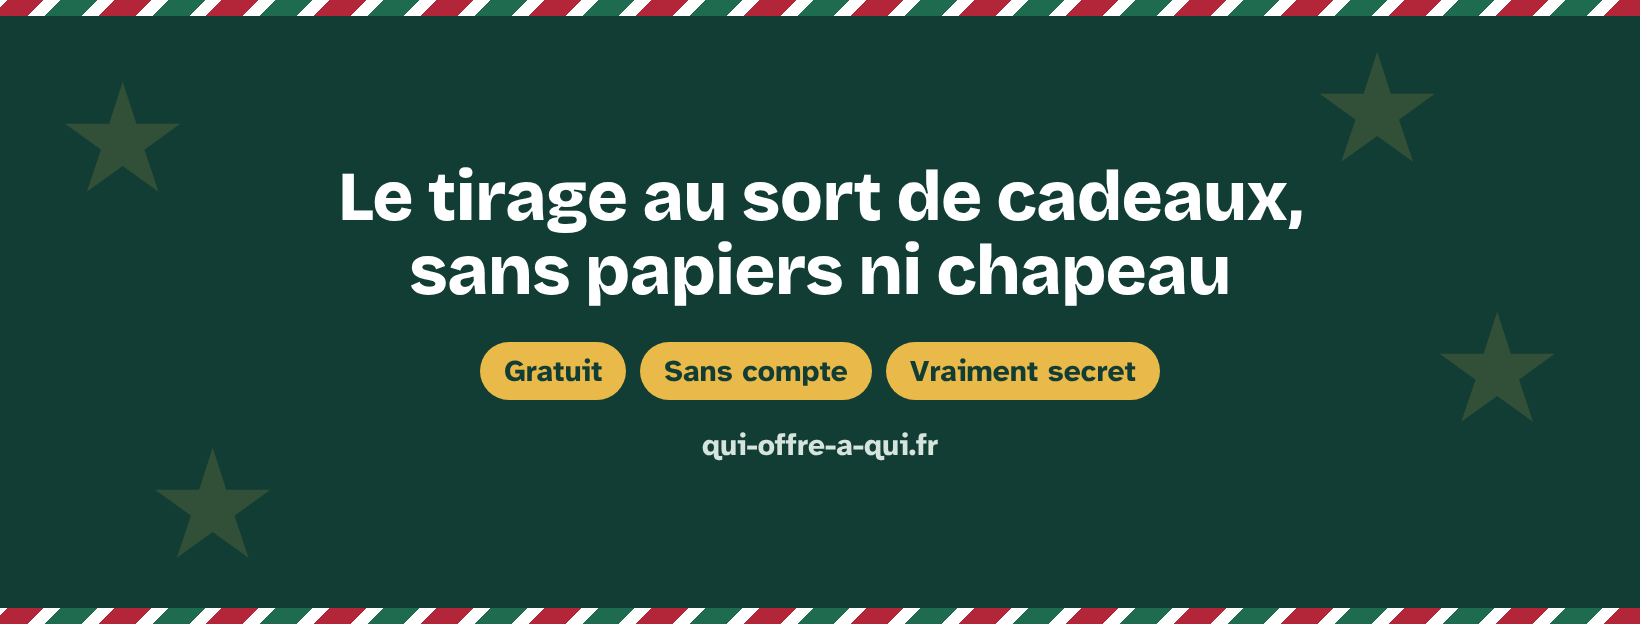 Le tirage au sort de cadeaux,
sans papiers ni chapeau
Gratuit Sans compte Vraiment secret
qui-offre-a-qui.fr